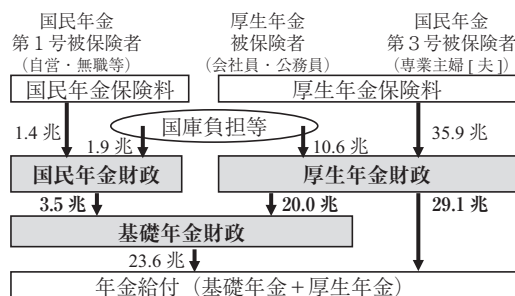 国民年金
第１号被保険者
（自営・無職等）
厚生年金
被保険者
（会社員・公務員）
国民年金
第３号被保険者
（専業主婦［夫］）
国民年金保険料
厚生年金保険料
国庫負担等
1.4 兆
1.9 兆
10.6 兆
35.9 兆
国民年金財政
厚生年金財政
3.5 兆
20.0 兆
29.1 兆
基礎年金財政
23.6 兆
年金給付（基礎年金＋厚生年金）